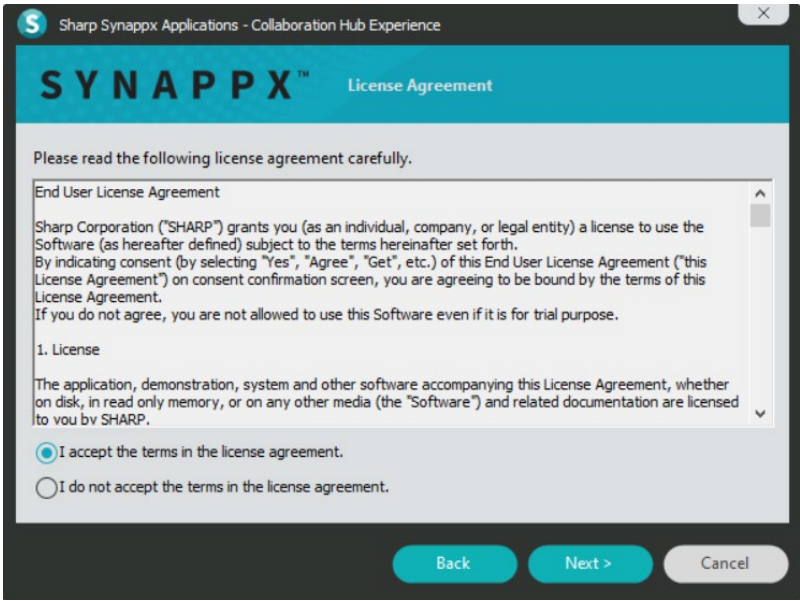 S Sharp Synappx Applications - Collaboration Hub Experience
SYNAPPX™ License Agreement
Please read the following license agreement carefully.
End User License Agreement
Sharp Corporation ("SHARP") grants you (as an individual, company, or legal entity) a license to use the
Software (as hereafter defined) subject to the terms hereinafter set forth.
By indicating consent (by selecting "Yes", "Agree", "Get", etc.) of this End User License Agreement ("this
License Agreement") on consent confirmation screen, you are agreeing to be bound by the terms of this
License Agreement.
If you do not agree, you are not allowed to use this Software even if it is for trial purpose.
1. License
The application, demonstration, system and other software accompanying this License Agreement, whether
on disk, in read only memory, or on any other media (the "Software") and related documentation are licensed
to you by SHARP.
I accept the terms in the license agreement.
I do not accept the terms in the license agreement.
Back Next > Cancel